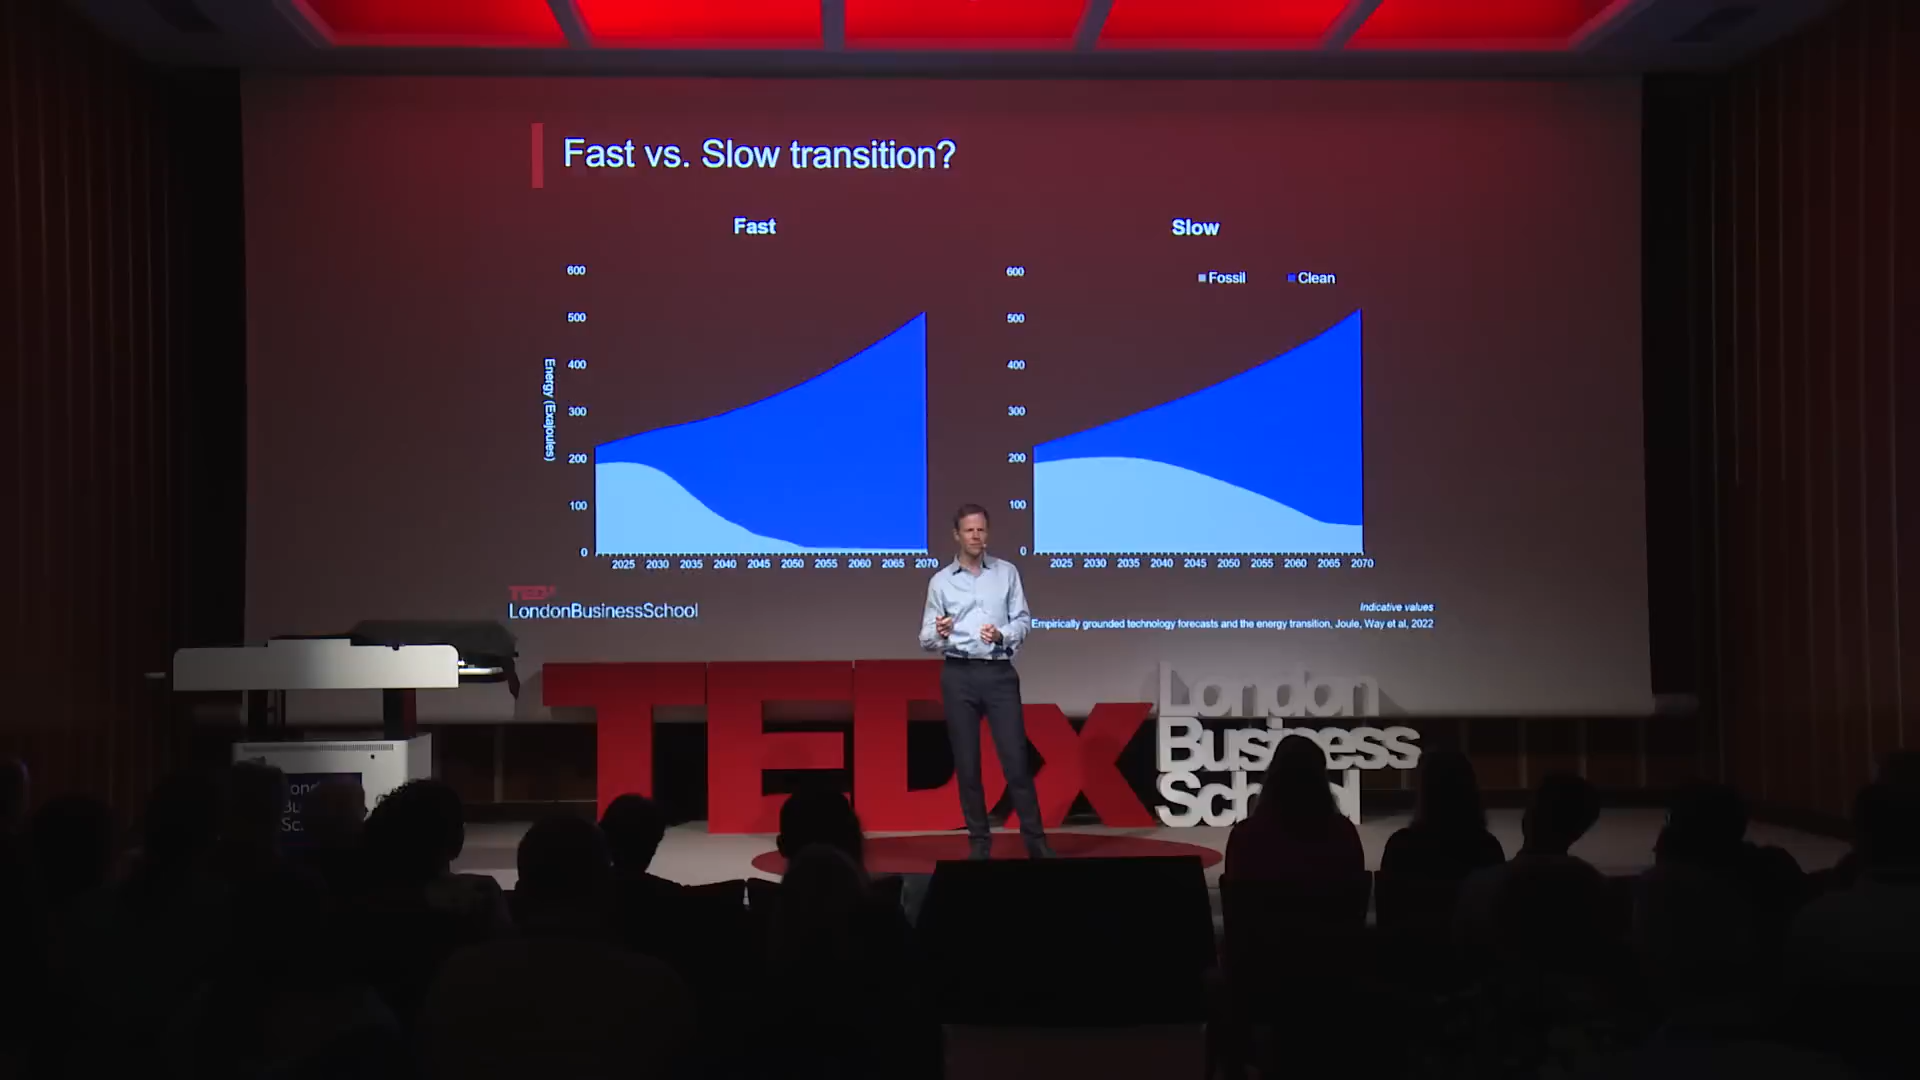 Fast vs. Slow transition?
Fast
600
500
400
300
200
100
0
Energy (Exajoules)
2025 2030 2035 2040 2045 2050 2055 2060 2065 2070
Slow
Fossil Clean
600
500
400
300
200
100
0
2025 2030 2035 2040 2045 2050 2055 2060 2065 2070
TEDx
LondonBusinessSchool
Indicative values
Empirically grounded technology forecasts and the energy transition, Joule, Way et al, 2022
TEDx
London
Business
School